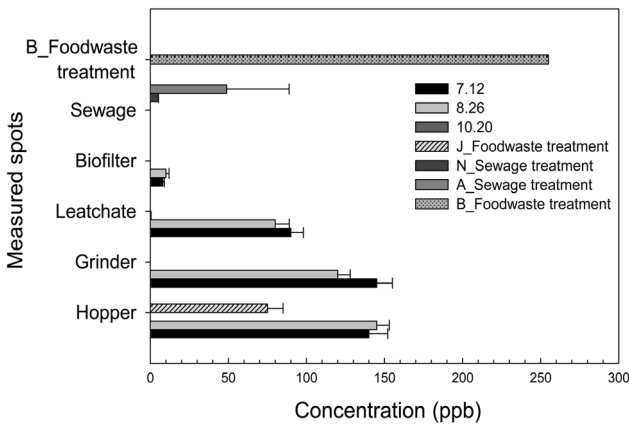 B_Foodwaste
treatment
Sewage
Biofilter
Leatchate
Grinder
Hopper
Measured spots
7.12
8.26
10.20
J_Foodwaste treatment
N_Sewage treatment
A_Sewage treatment
B_Foodwaste treatment
0 50 100 150 200 250 300
Concentration (ppb)